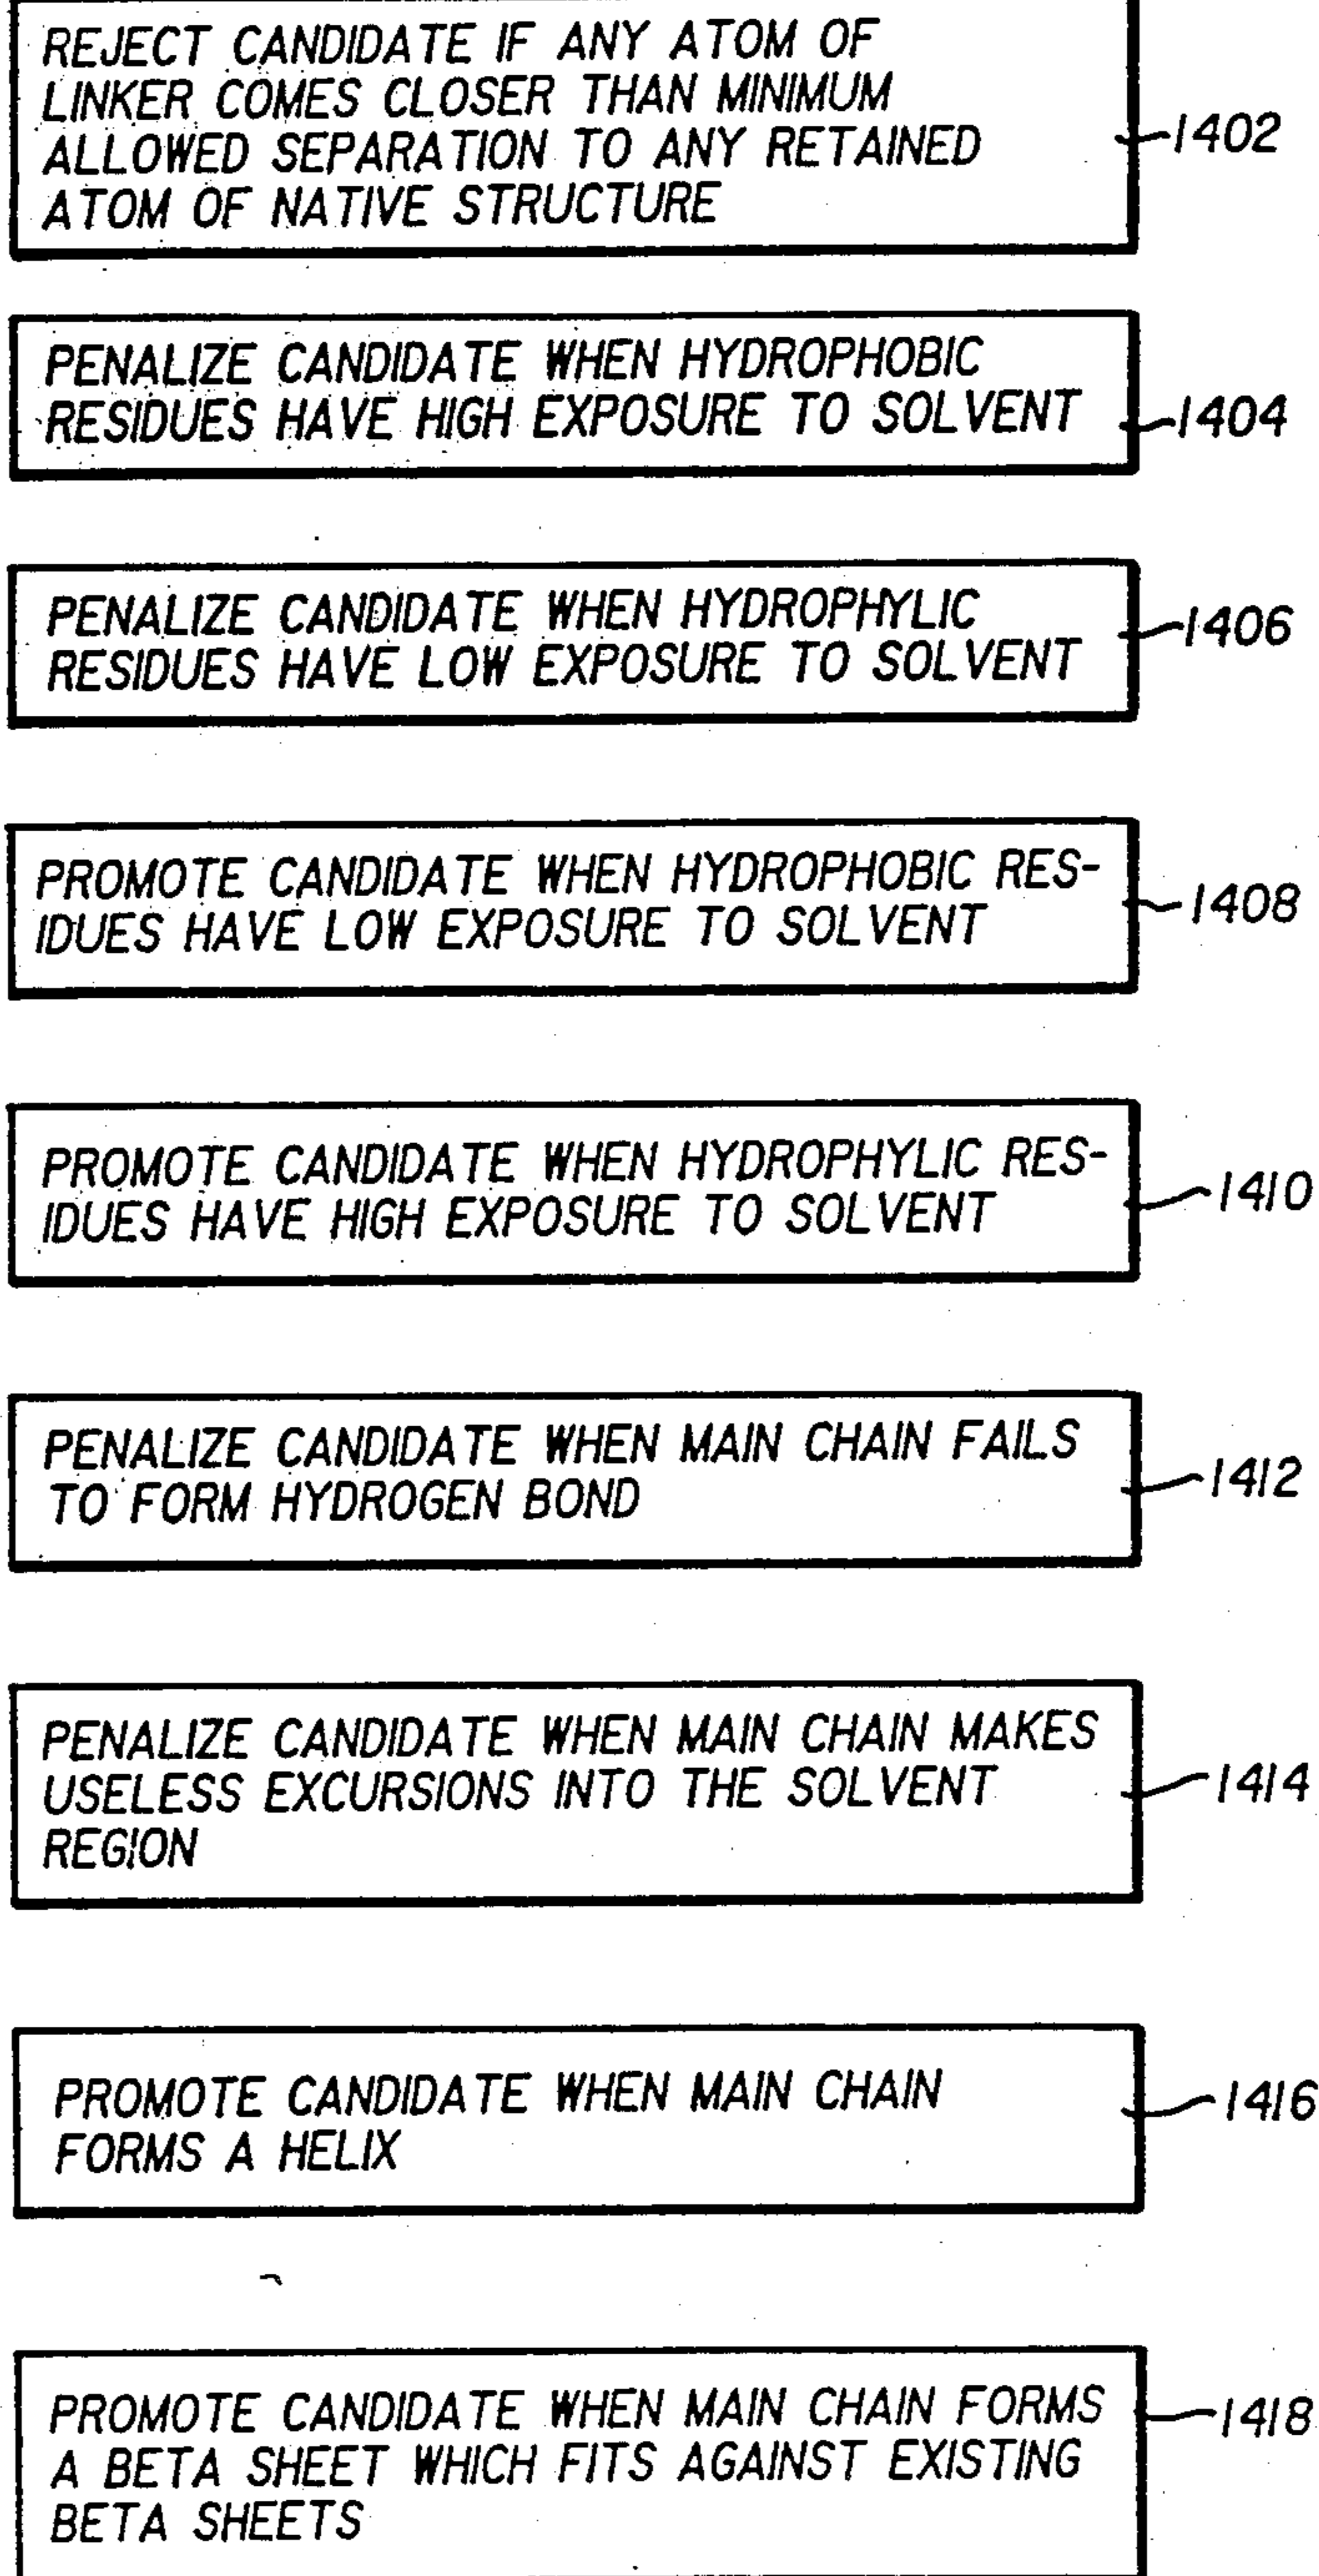 REJECT CANDIDATE IF ANY ATOM OF
LINKER COMES CLOSER THAN MINIMUM
ALLOWED SEPARATION TO ANY RETAINED
ATOM OF NATIVE STRUCTURE
1402
PENALIZE CANDIDATE WHEN HYDROPHOBIC
RESIDUES HAVE HIGH EXPOSURE TO SOLVENT
1404
PENALIZE CANDIDATE WHEN HYDROPHYLIC
RESIDUES HAVE LOW EXPOSURE TO SOLVENT
1406
PROMOTE CANDIDATE WHEN HYDROPHOBIC RES-
IDUES HAVE LOW EXPOSURE TO SOLVENT
1408
PROMOTE CANDIDATE WHEN HYDROPHYLIC RES-
IDUES HAVE HIGH EXPOSURE TO SOLVENT
1410
PENALIZE CANDIDATE WHEN MAIN CHAIN FAILS
TO FORM HYDROGEN BOND
1412
PENALIZE CANDIDATE WHEN MAIN CHAIN MAKES
USELESS EXCURSIONS INTO THE SOLVENT
REGION
1414
PROMOTE CANDIDATE WHEN MAIN CHAIN
FORMS A HELIX
1416
PROMOTE CANDIDATE WHEN MAIN CHAIN FORMS
A BETA SHEET WHICH FITS AGAINST EXISTING
BETA SHEETS
1418